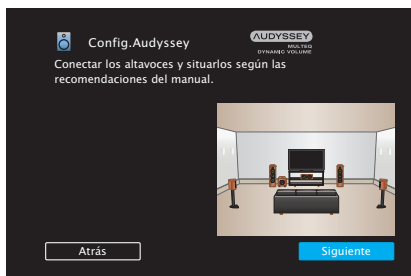 Config.Audyssey
AUDYSSEY
MULTEQ
DYNAMIC VOLUME
Conectar los altavoces y situarlos según las
recomendaciones del manual.
Atrás
Siguiente